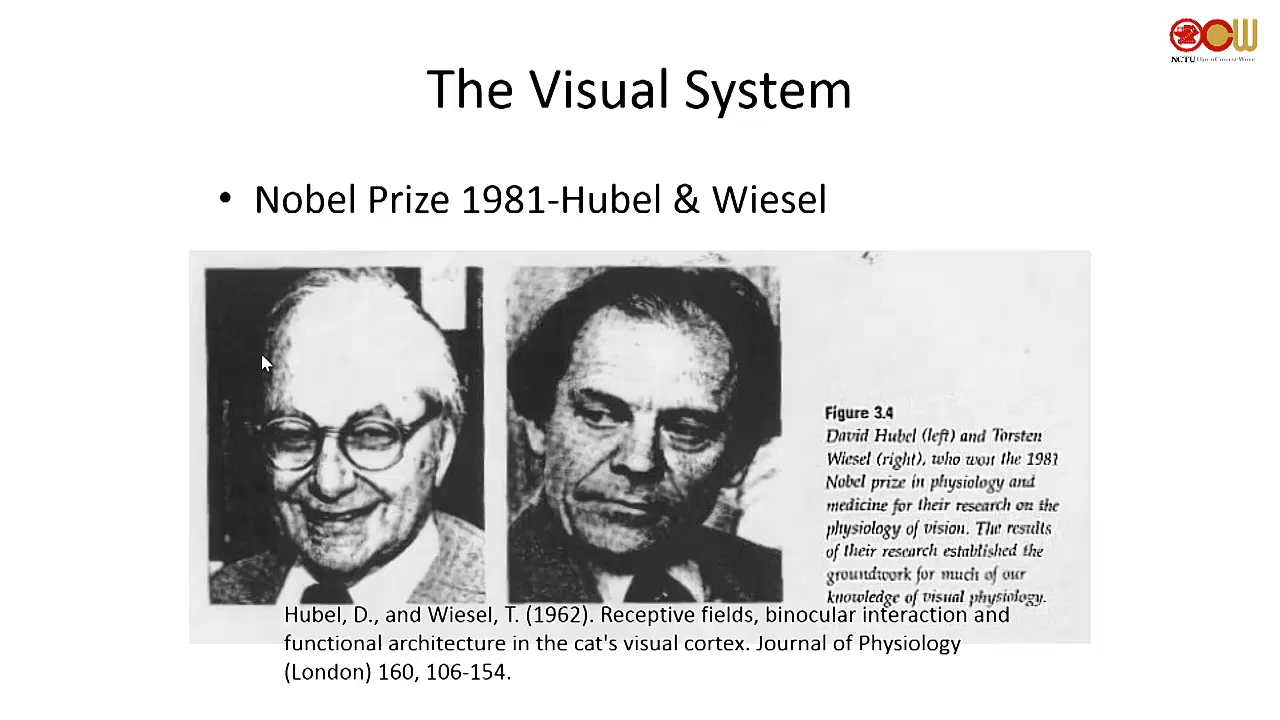 NCTU OpenCourseWare
The Visual System
• Nobel Prize 1981-Hubel & Wiesel
Figure 3.4
David Hubel (left) and Torsten
Wiesel (right), who won the 1981
Nobel prize in physiology and
medicine for their research on the
physiology of vision. The results
of their research established the
groundwork for much of our
knowledge of visual physiology.
Hubel, D., and Wiesel, T. (1962). Receptive fields, binocular interaction and
functional architecture in the cat's visual cortex. Journal of Physiology
(London) 160, 106-154.